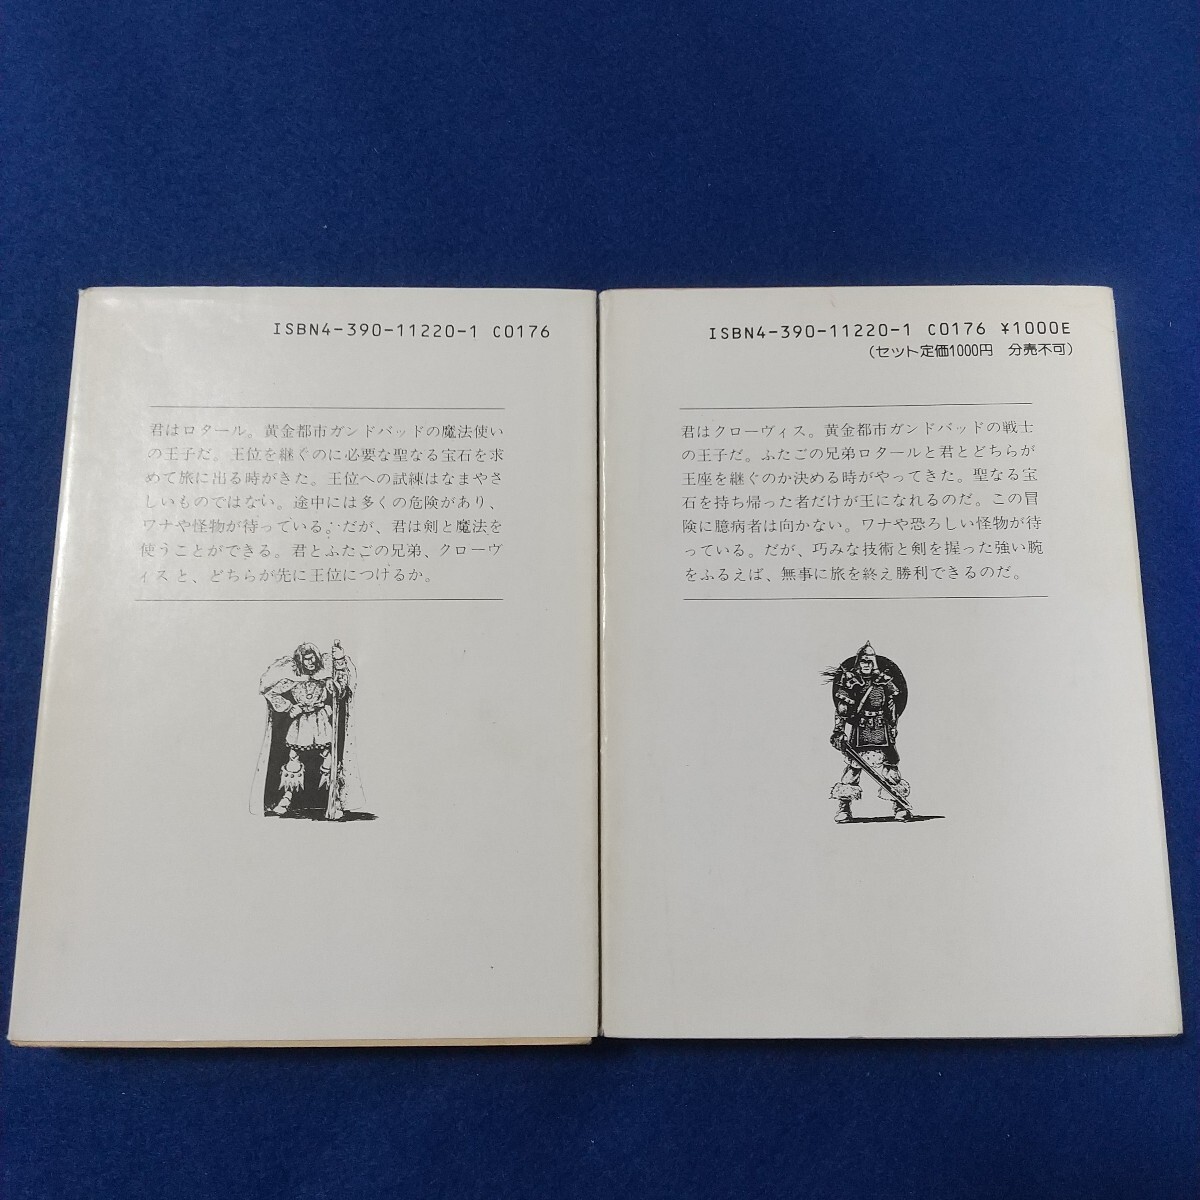 ISBN4-390-11220-1 C0176
君はロタール。黄金都市ガンドバッドの魔法使い
の王子だ。王位を継ぐのに必要な聖なる宝石を求
めて旅に出る時がきた。王位への試練はなまやさ
しいものではない。途中には多くの危険があり、
ワナや怪物が待っている。だが、君は剣と魔法を
使うことができる。君とふたごの兄弟、クローヴ
ィスと、どちらが先に王位につけるか。
ISBN4-390-11220-1 C0176 ¥1000E
(セット定価1000円 分売不可)
君はクローヴィス。黄金都市ガンドバッドの戦士
の王子だ。ふたごの兄弟ロタールと君とどちらが
王座を継ぐのか決める時がやってきた。聖なる宝
石を持ち帰った者だけが王になれるのだ。この冒
険に臆病者は向かない。ワナや恐ろしい怪物が待
っている。だが、巧みな技術と剣を握った強い腕
をふるえば、無事に旅を終え勝利できるのだ。